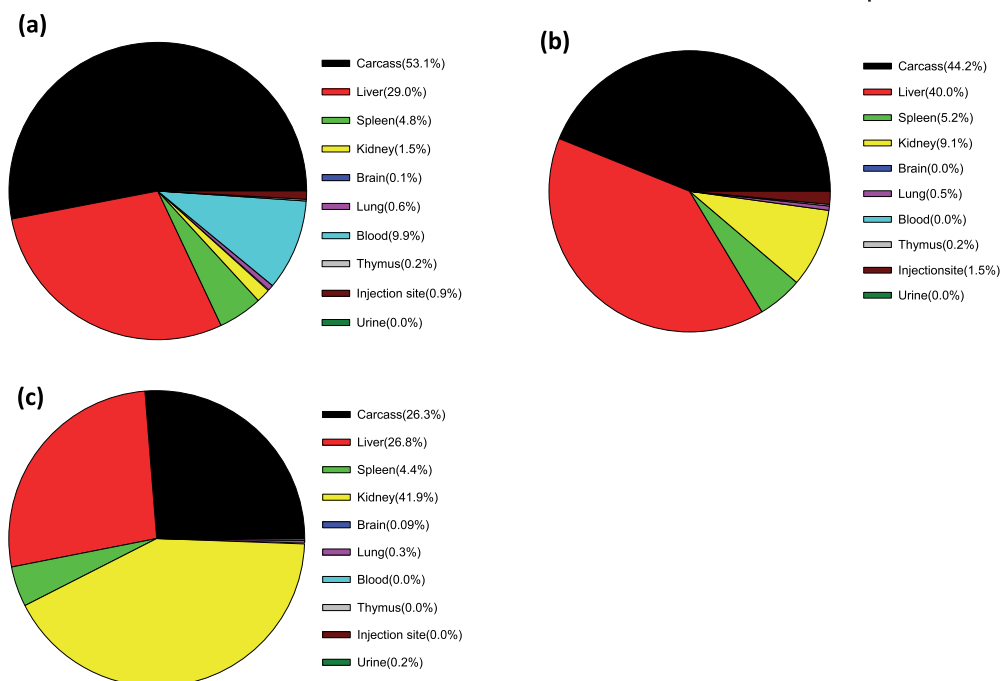 (a)
Carcass(53.1%)
Liver(29.0%)
Spleen(4.8%)
Kidney(1.5%)
Brain(0.1%)
Lung(0.6%)
Blood(9.9%)
Thymus(0.2%)
Injection site(0.9%)
Urine(0.0%)
(b)
Carcass(44.2%)
Liver(40.0%)
Spleen(5.2%)
Kidney(9.1%)
Brain(0.0%)
Lung(0.5%)
Blood(0.0%)
Thymus(0.2%)
Injectionsite(1.5%)
Urine(0.0%)
(c)
Carcass(26.3%)
Liver(26.8%)
Spleen(4.4%)
Kidney(41.9%)
Brain(0.09%)
Lung(0.3%)
Blood(0.0%)
Thymus(0.0%)
Injection site(0.0%)
Urine(0.2%)